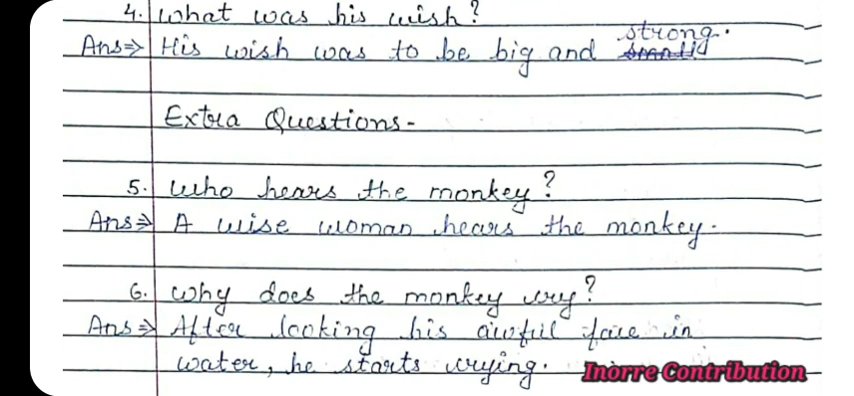 4. What was his wish?
Ans⇒ His wish was to be big and strong.
Extra Questions-
5. Who hears the monkey?
Ans⇒ A wise woman hears the monkey.
6. Why does the monkey cry?
Ans⇒ After looking his awful face in
water, he starts crying.
Inorre Contribution